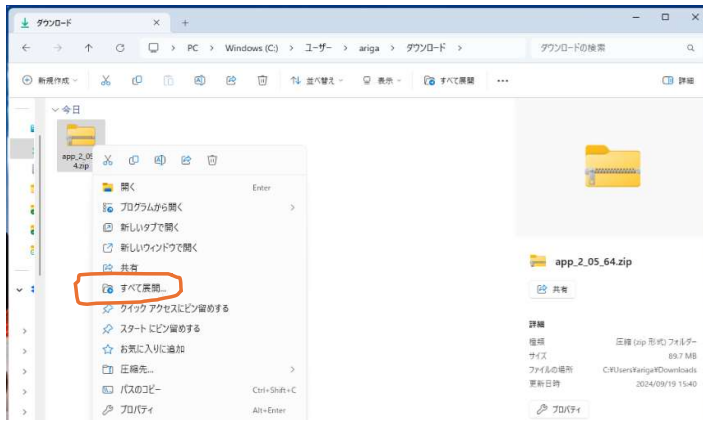 ダウンロード
PC > Windows (C:) > ユーザー > ariga > ダウンロード >
ダウンロードの検索
新規作成
並べ替え
表示
すべて展開
詳細
今日
app_2_05
4.zip
開く Enter
プログラムから開く
新しいタブで開く
新しいウィンドウで開く
共有
すべて展開...
クイック アクセスにピン留めする
スタート にピン留めする
お気に入りに追加
圧縮先...
パスのコピー Ctrl+Shift+C
プロパティ Alt+Enter
app_2_05_64.zip
共有
詳細
種類 圧縮 (zip 形式) フォルダー
サイズ 89.7 MB
ファイルの場所 C:¥Users¥ariga¥Downloads
更新日時 2024/09/19 15:40
プロパティ